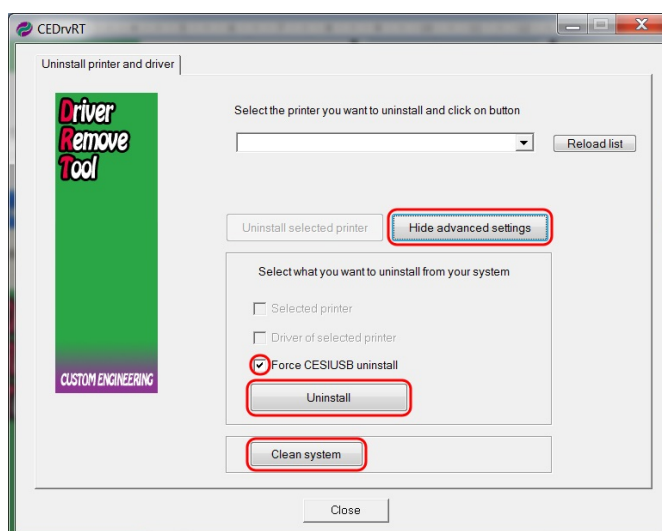 CEDrvRT
Uninstall printer and driver
Driver
Remove
Tool
CUSTOM ENGINEERING
Select the printer you want to uninstall and click on button
Reload list
Uninstall selected printer
Hide advanced settings
Select what you want to uninstall from your system
Selected printer
Driver of selected printer
Force CESIUSB uninstall
Uninstall
Clean system
Close